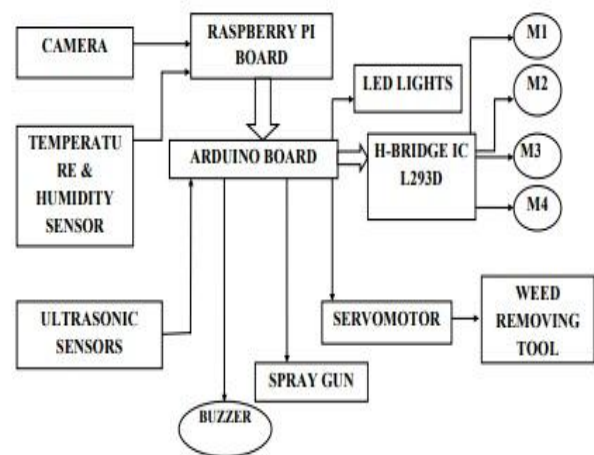 CAMERA
RASPBERRY PI
BOARD
M1
M2
M3
M4
LED LIGHTS
TEMPERATU
RE &
HUMIDITY
SENSOR
ARDUINO BOARD
H-BRIDGE IC
L293D
ULTRASONIC
SENSORS
SERVOMOTOR
WEED
REMOVING
TOOL
SPRAY GUN
BUZZER